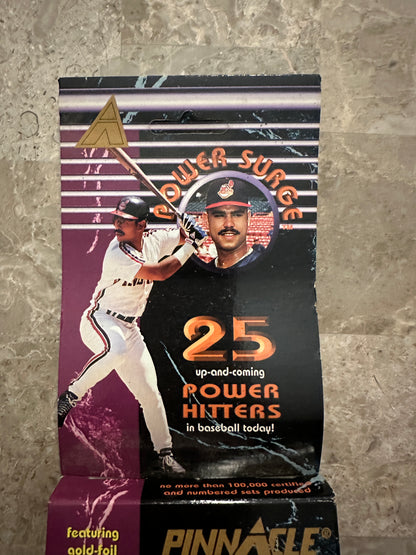 POWER SURGE™
25
up-and-coming
POWER
HITTERS
in baseball today!
no more than 100,000 certified
and numbered sets produced
featuring
gold-foil
PINNACLE®